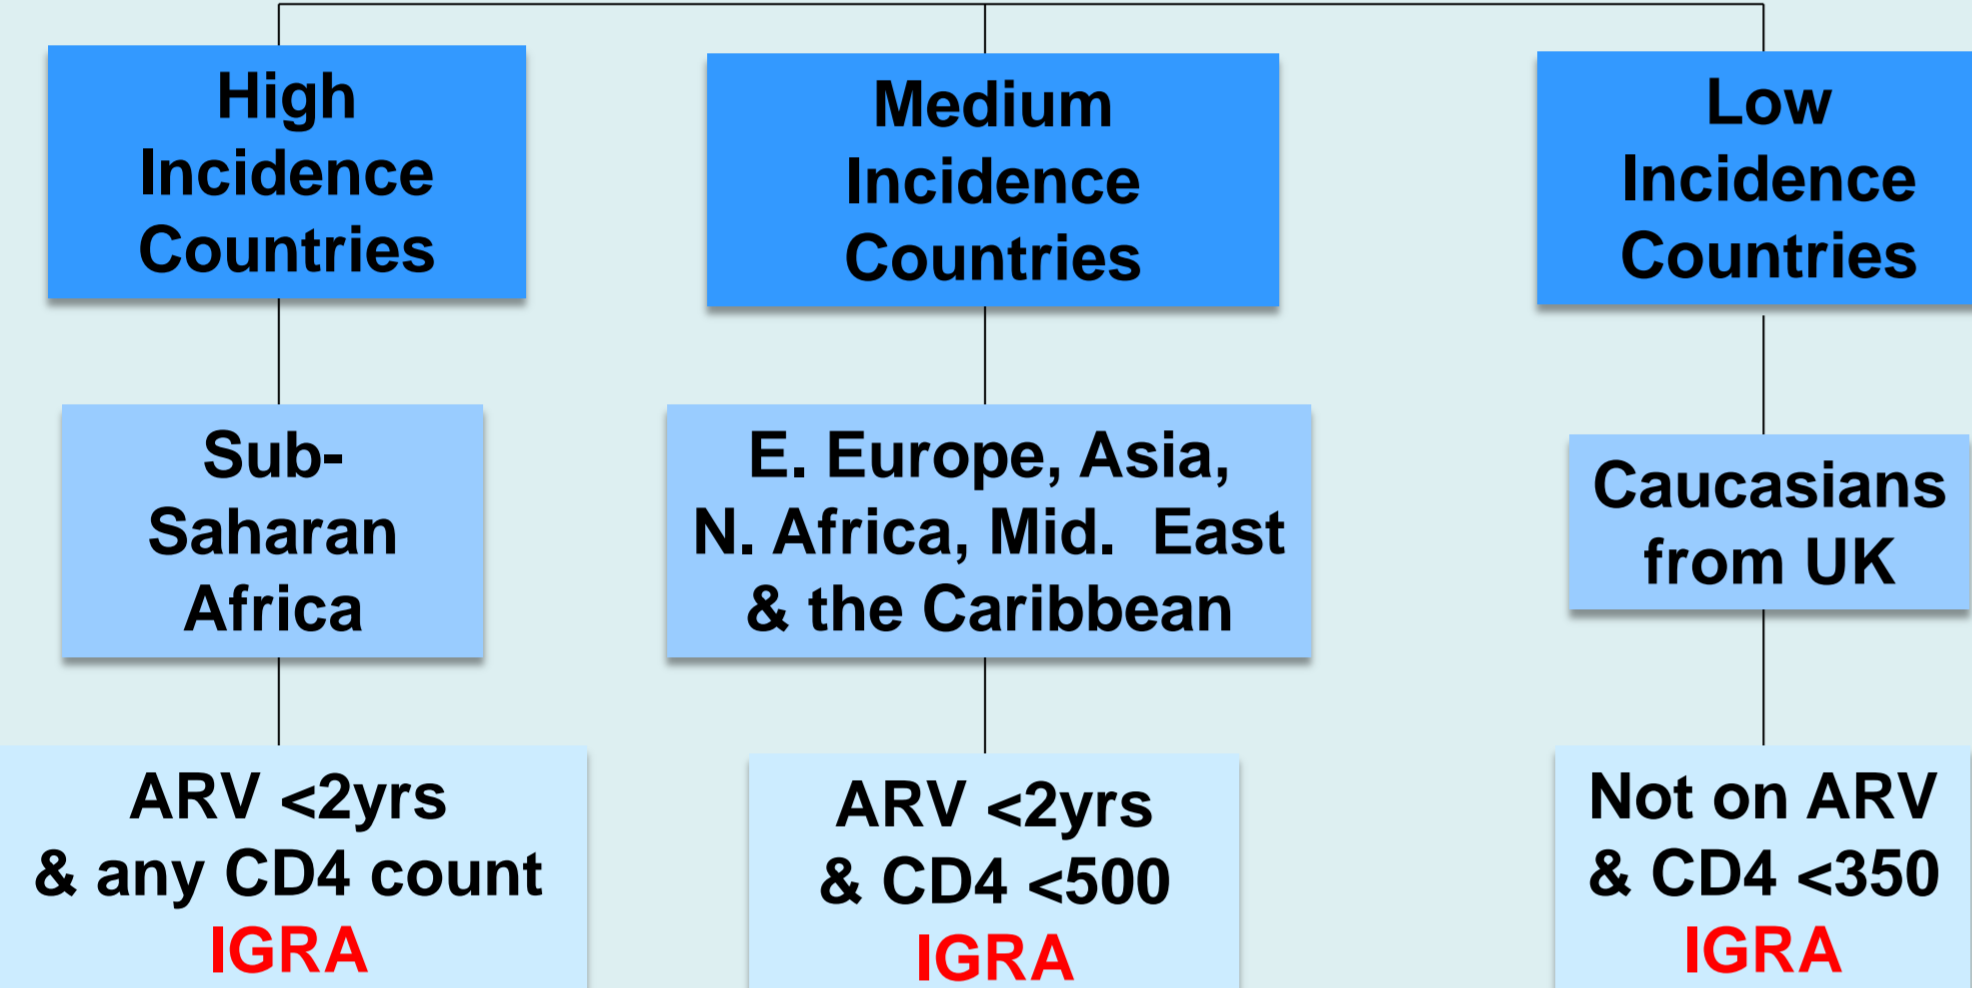 High
Incidence
Countries
Medium
Incidence
Countries
Low
Incidence
Countries
Sub-
Saharan
Africa
E. Europe, Asia,
N. Africa, Mid. East
& the Caribbean
Caucasians
from UK
ARV <2yrs
& any CD4 count
IGRA
ARV <2yrs
& CD4 <500
IGRA
Not on ARV
& CD4 <350
IGRA